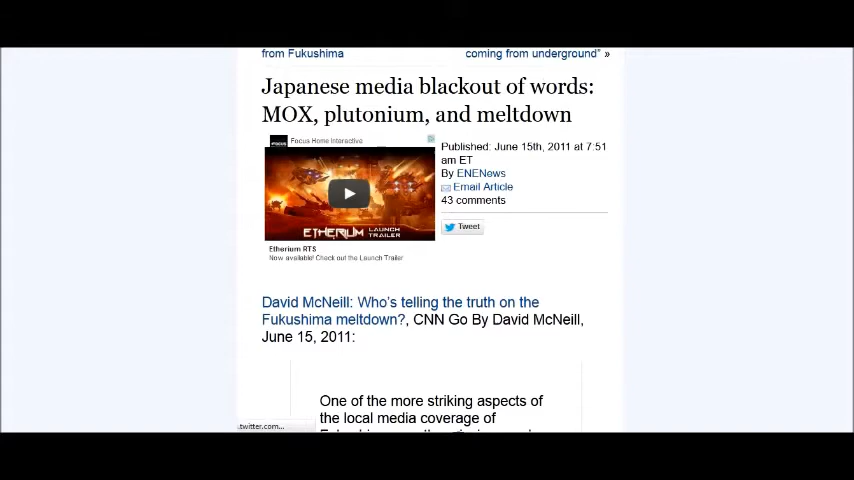 from Fukushima
coming from underground" »
Japanese media blackout of words:
MOX, plutonium, and meltdown
Focus Home Interactive
Published: June 15th, 2011 at 7:51
am ET
By ENENews
Email Article
43 comments
Tweet
ETHERIUM LAUNCH TRAILER
Etherium RTS
Now available! Check out the Launch Trailer
David McNeill: Who's telling the truth on the
Fukushima meltdown?, CNN Go By David McNeill,
June 15, 2011:
One of the more striking aspects of
the local media coverage of
twitter.com...